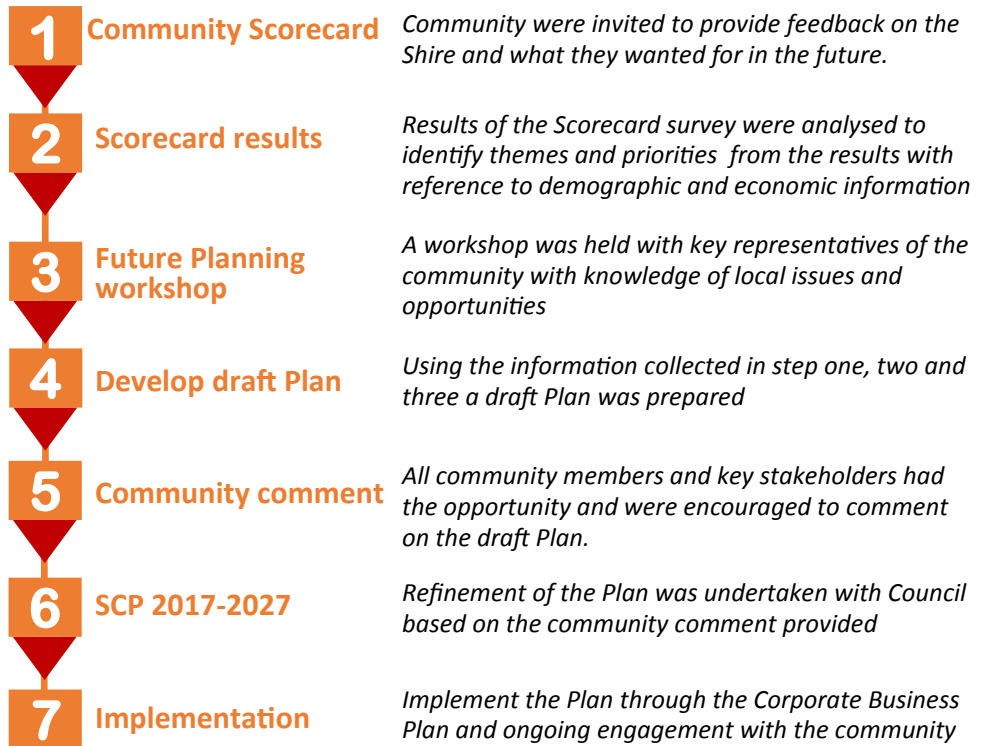 1
Community Scorecard
Community were invited to provide feedback on the
Shire and what they wanted for in the future.
2
Scorecard results
Results of the Scorecard survey were analysed to
identify themes and priorities from the results with
reference to demographic and economic information
3
Future Planning
workshop
A workshop was held with key representatives of the
community with knowledge of local issues and
opportunities
4
Develop draft Plan
Using the information collected in step one, two and
three a draft Plan was prepared
5
Community comment
All community members and key stakeholders had
the opportunity and were encouraged to comment
on the draft Plan.
6
SCP 2017-2027
Refinement of the Plan was undertaken with Council
based on the community comment provided
7
Implementation
Implement the Plan through the Corporate Business
Plan and ongoing engagement with the community